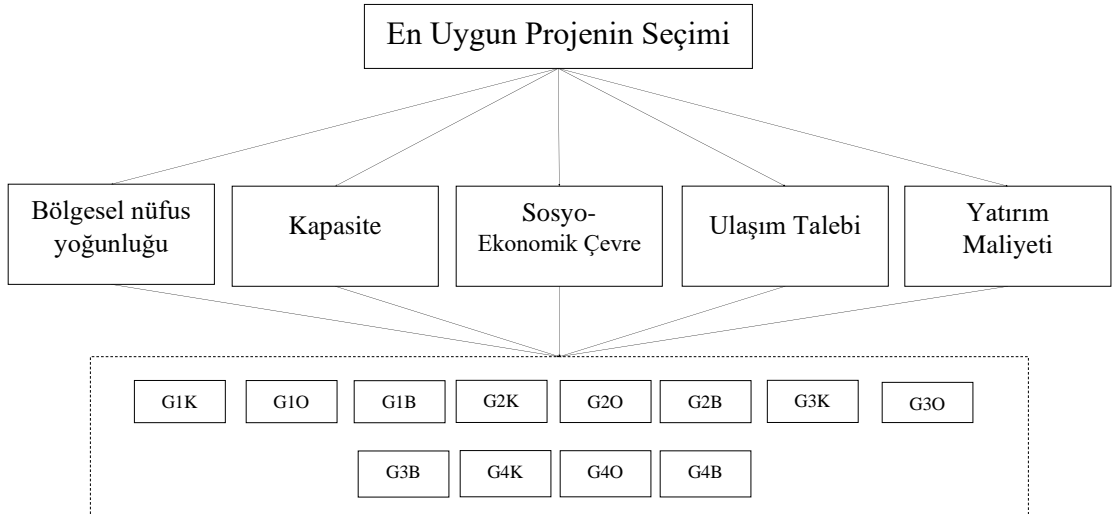 En Uygun Projenin Seçimi
Bölgesel nüfus
yoğunluğu
Kapasite
Sosyo-
Ekonomik Çevre
Ulaşım Talebi
Yatırım
Maliyeti
G1K
G1O
G1B
G2K
G2O
G2B
G3K
G3O
G3B
G4K
G4O
G4B